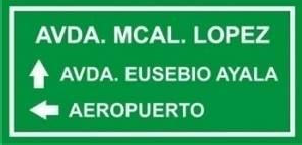 AVDA. MCAL. LOPEZ
AVDA. EUSEBIO AYALA
AEROPUERTO